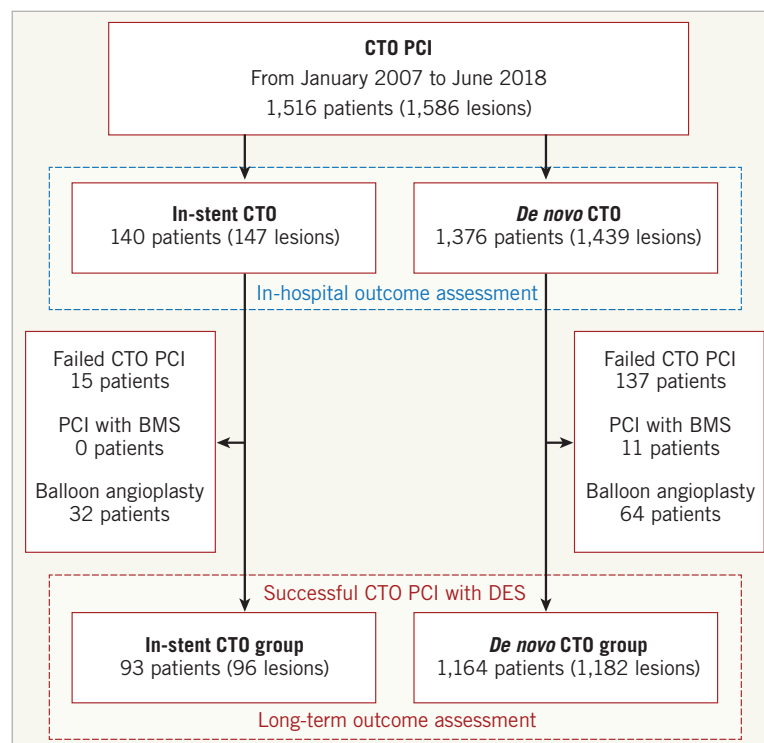 CTO PCI
From January 2007 to June 2018
1,516 patients (1,586 lesions)
In-stent CTO
140 patients (147 lesions)
De novo CTO
1,376 patients (1,439 lesions)
In-hospital outcome assessment
Failed CTO PCI
15 patients
PCI with BMS
0 patients
Balloon angioplasty
32 patients
Failed CTO PCI
137 patients
PCI with BMS
11 patients
Balloon angioplasty
64 patients
Successful CTO PCI with DES
In-stent CTO group
93 patients (96 lesions)
De novo CTO group
1,164 patients (1,182 lesions)
Long-term outcome assessment